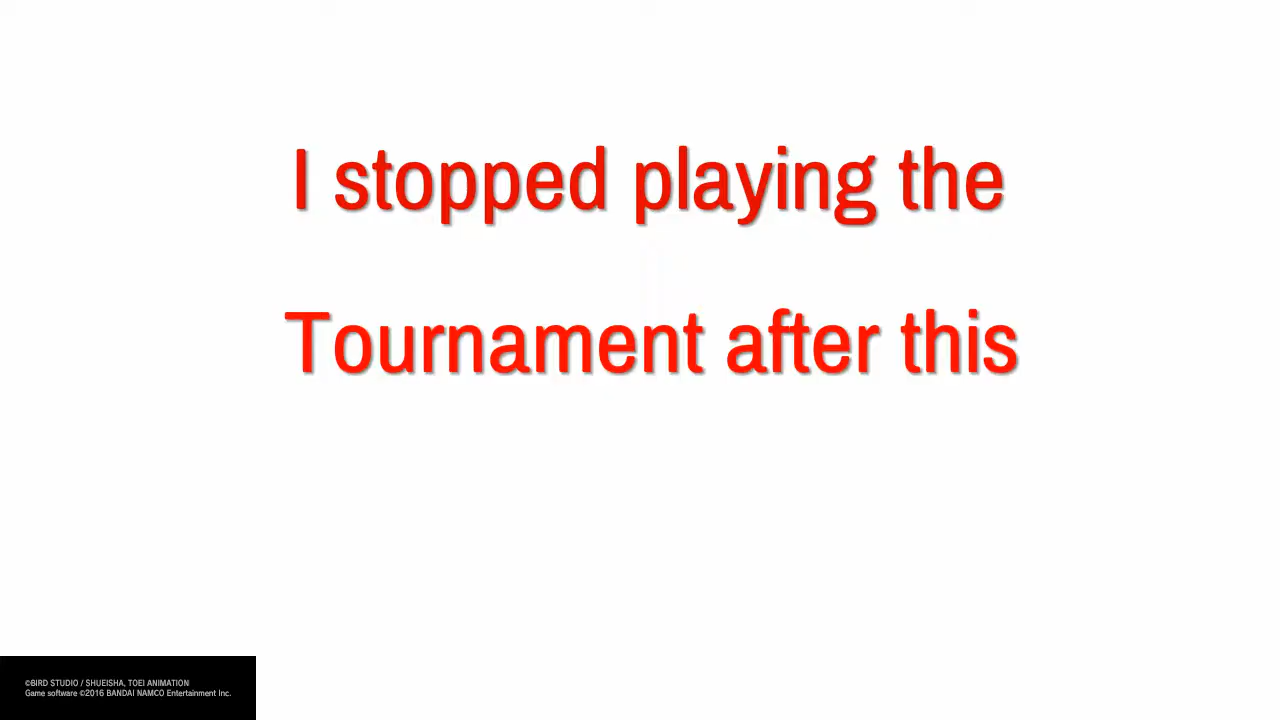 I stopped playing the
Tournament after this
©BIRD STUDIO / SHUEISHA, TOEI ANIMATION
Game software ©2016 BANDAI NAMCO Entertainment Inc.